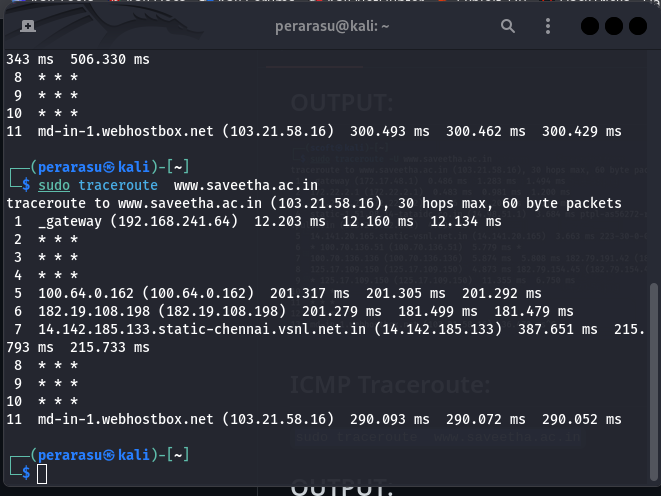 perarasu@kali: ~
343 ms  506.330 ms
 8  * * *
 9  * * *
10  * * *
11  md-in-1.webhostbox.net (103.21.58.16)  300.493 ms  300.462 ms  300.429 ms
┌──(perarasu㉿kali)-[~]
└─$ sudo traceroute  www.saveetha.ac.in
traceroute to www.saveetha.ac.in (103.21.58.16), 30 hops max, 60 byte packets
 1  _gateway (192.168.241.64)  12.203 ms  12.160 ms  12.134 ms
 2  * * *
 3  * * *
 4  * * *
 5  100.64.0.162 (100.64.0.162)  201.317 ms  201.305 ms  201.292 ms
 6  182.19.108.198 (182.19.108.198)  201.279 ms  181.499 ms  181.479 ms
 7  14.142.185.133.static-chennai.vsnl.net.in (14.142.185.133)  387.651 ms  215.
793 ms  215.733 ms
 8  * * *
 9  * * *
10  * * *
11  md-in-1.webhostbox.net (103.21.58.16)  290.093 ms  290.072 ms  290.052 ms
┌──(perarasu㉿kali)-[~]
└─$
OUTPUT:
ICMP Traceroute:
sudo traceroute www.saveetha.ac.in
OUTPUT: